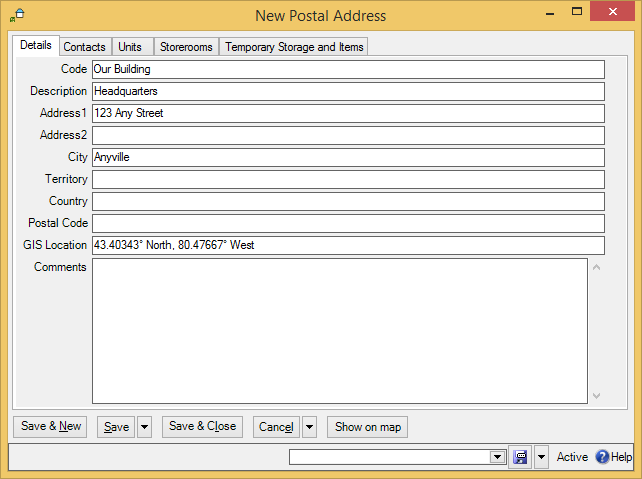 New Postal Address
Details Contacts Units Storerooms Temporary Storage and Items
Code Our Building
Description Headquarters
Address1 123 Any Street
Address2
City Anyville
Territory
Country
Postal Code
GIS Location 43.40343° North, 80.47667° West
Comments
Save & New Save Save & Close Cancel Show on map
Active ? Help